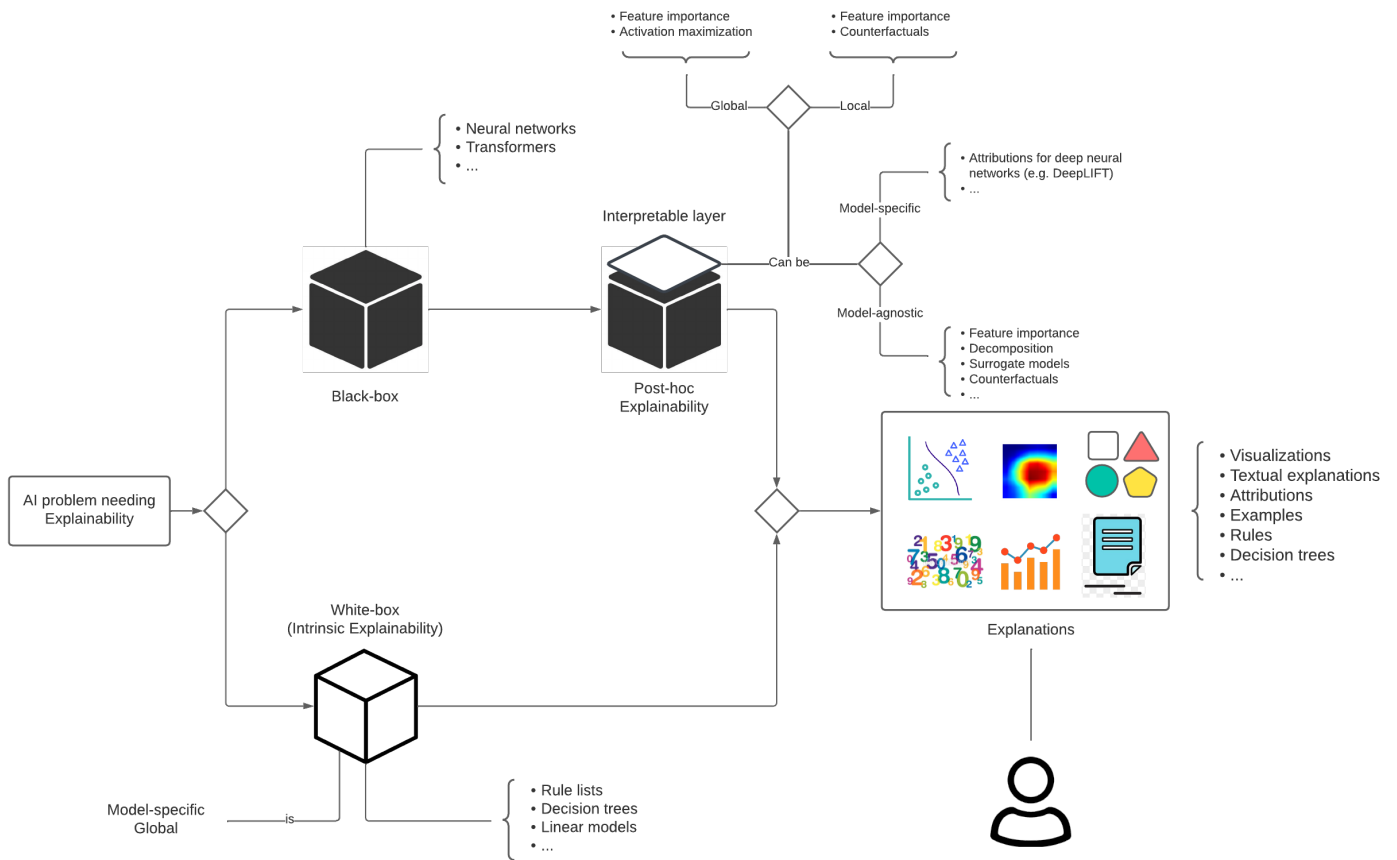 • Feature importance
• Activation maximization
• Feature importance
• Counterfactuals
Global
Local
• Neural networks
• Transformers
• ...
• Attributions for deep neural
networks (e.g. DeepLIFT)
• ...
Model-specific
Interpretable layer
Can be
Model-agnostic
• Feature importance
• Decomposition
• Surrogate models
• Counterfactuals
• ...
Black-box
Post-hoc
Explainability
AI problem needing
Explainability
• Visualizations
• Textual explanations
• Attributions
• Examples
• Rules
• Decision trees
• ...
Explanations
White-box
(Intrinsic Explainability)
Model-specific
Global
is
• Rule lists
• Decision trees
• Linear models
• ...